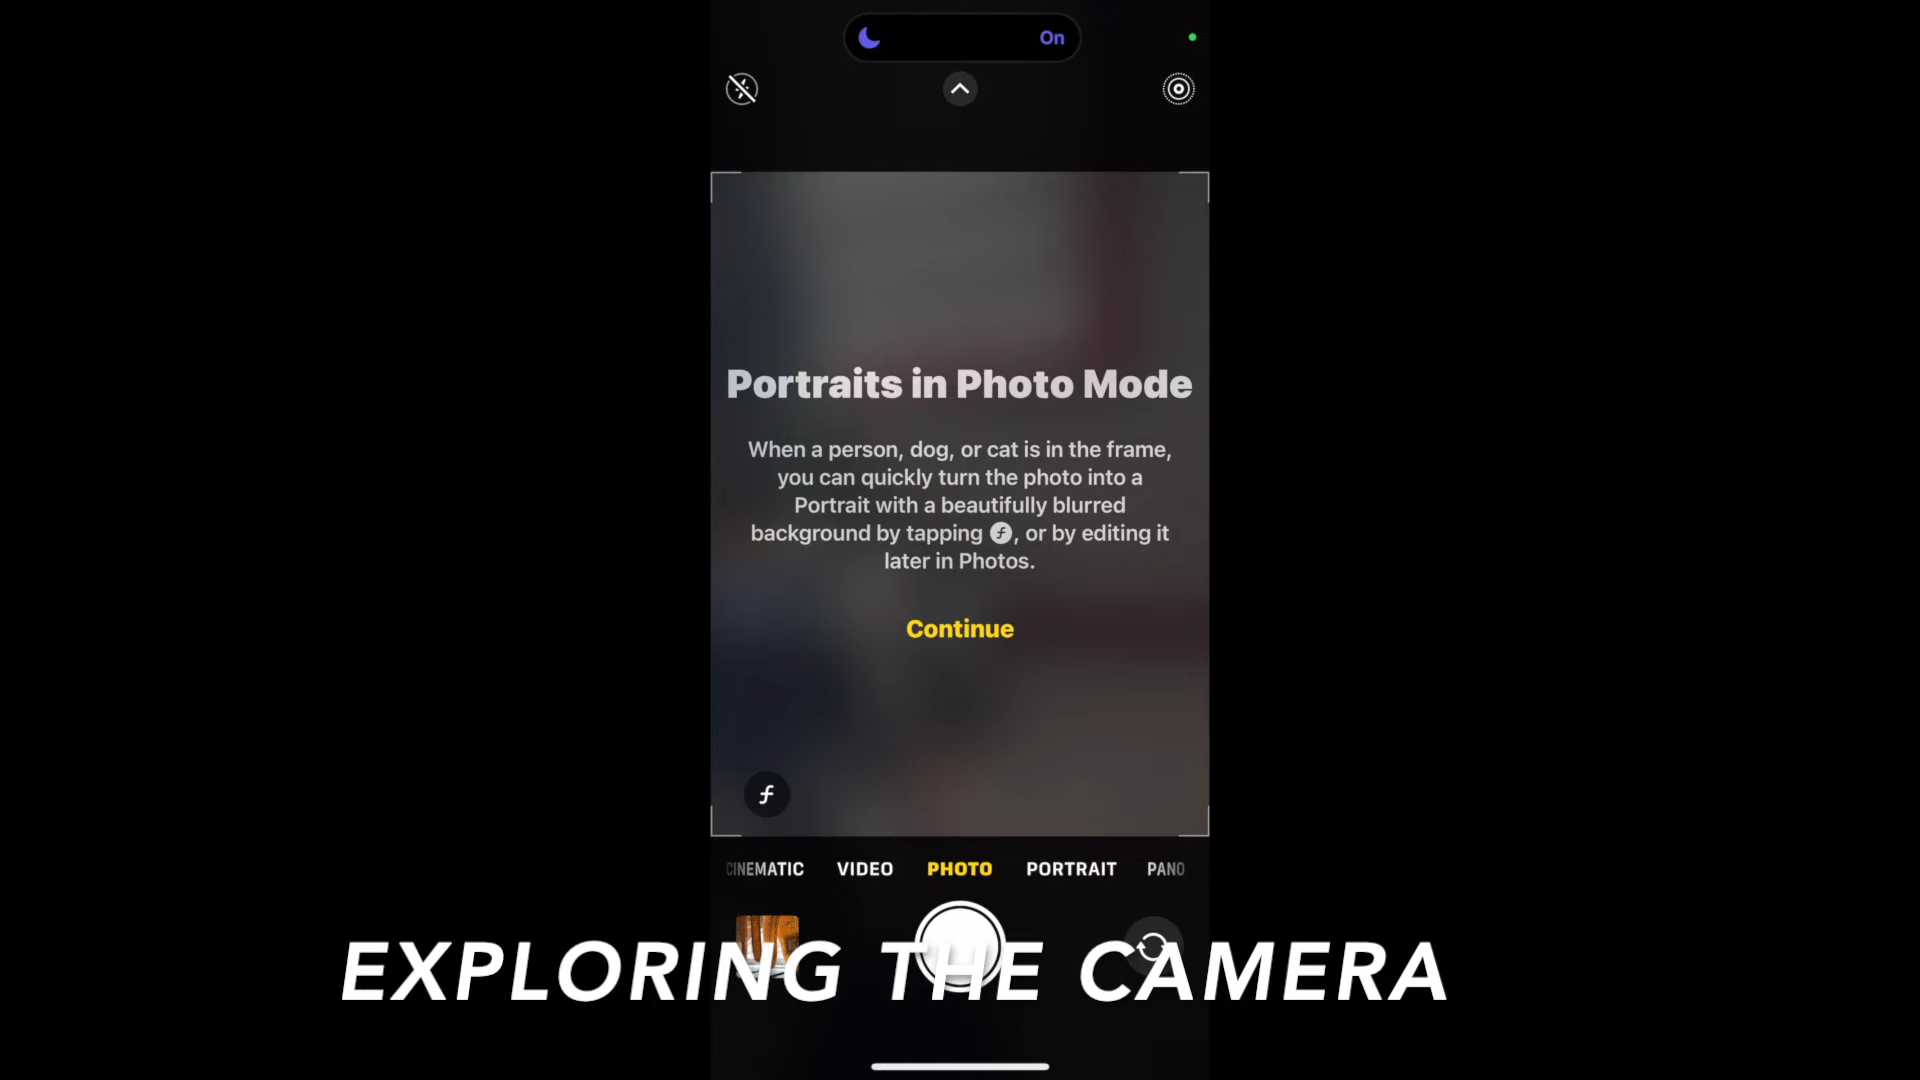 On
Portraits in Photo Mode
When a person, dog, or cat is in the frame,
you can quickly turn the photo into a
Portrait with a beautifully blurred
background by tapping ƒ, or by editing it
later in Photos.
Continue
ƒ
CINEMATIC VIDEO PHOTO PORTRAIT PANO
EXPLORING THE CAMERA